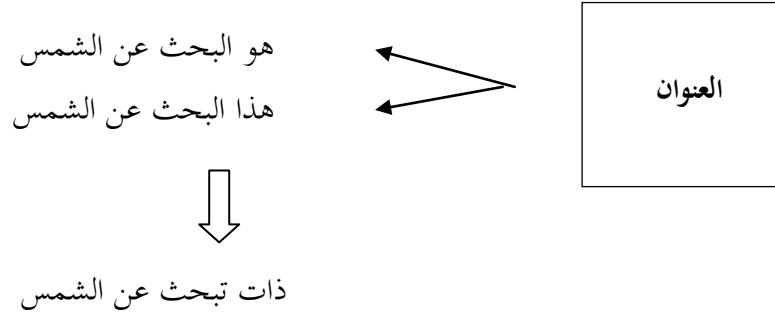 العنوان
هو البحث عن الشمس
هذا البحث عن الشمس
ذات تبحث عن الشمس